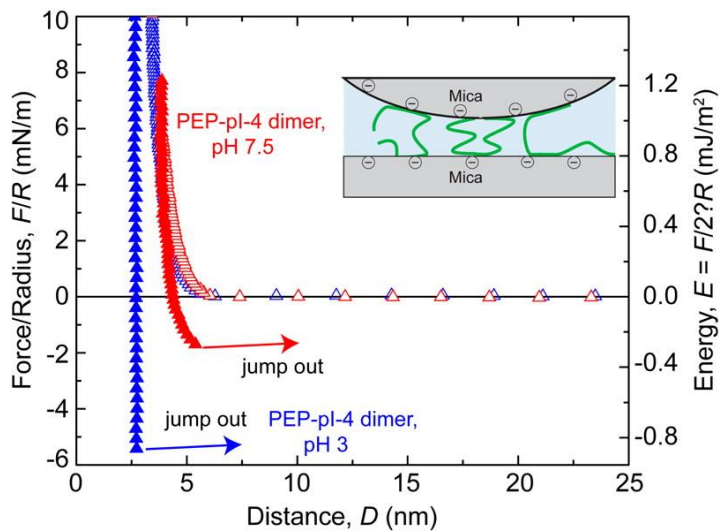 10
8
6
4
2
0
-2
-4
-6
Force/Radius, F/R (mN/m)
PEP-pI-4 dimer,
pH 7.5
Mica
Mica
jump out
jump out
PEP-pI-4 dimer,
pH 3
1.2
0.8
0.4
0.0
-0.4
-0.8
Energy, E = F/2?R (mJ/m²)
0
5
10
15
20
25
Distance, D (nm)